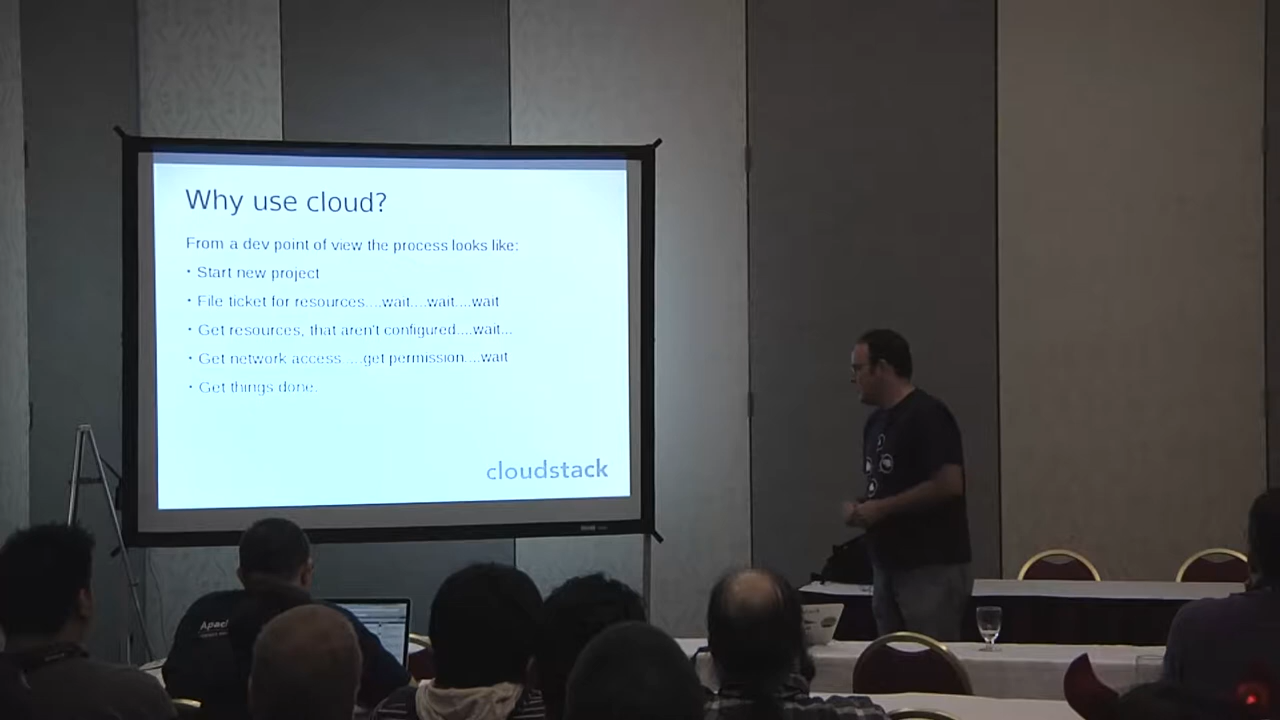 Why use cloud?
From a dev point of view the process looks like:
• Start new project
• File ticket for resources....wait....wait....wait
• Get resources, that aren't configured....wait...
• Get network access ....get permission....wait
• Get things done.
cloudstack